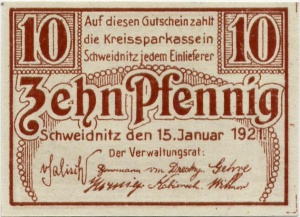 10 Auf diesen Gutschein zahlt 10
die Kreissparkasse in
Schweidnitz jedem Einlieferer
Zehn Pfennig
Schweidnitz den 15. Januar 1921.
Der Verwaltungsrat: